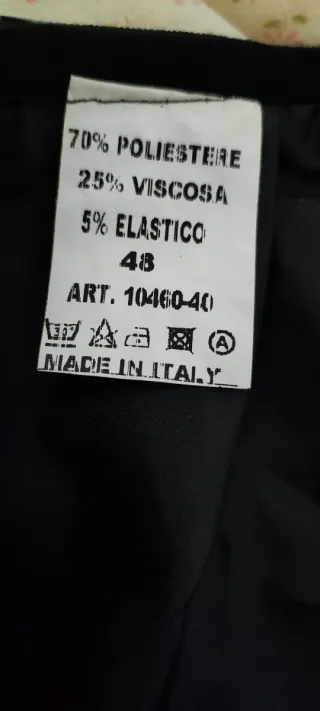 70% POLIESTERE
25% VISCOSA
5% ELASTICO
48
ART. 10460-40
A
MADE IN ITALY